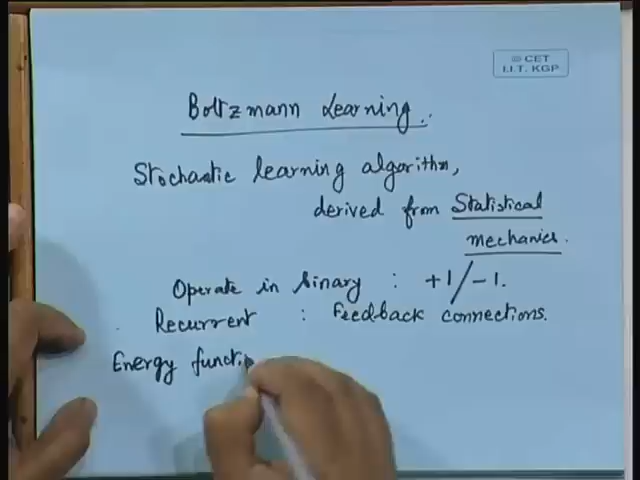 © CET
I.I.T. KGP
Boltzmann Learning.
Stochastic learning algorithm,
derived from Statistical
mechanics.
Operate in binary : +1/-1.
Recurrent : Feedback connections.
Energy functi